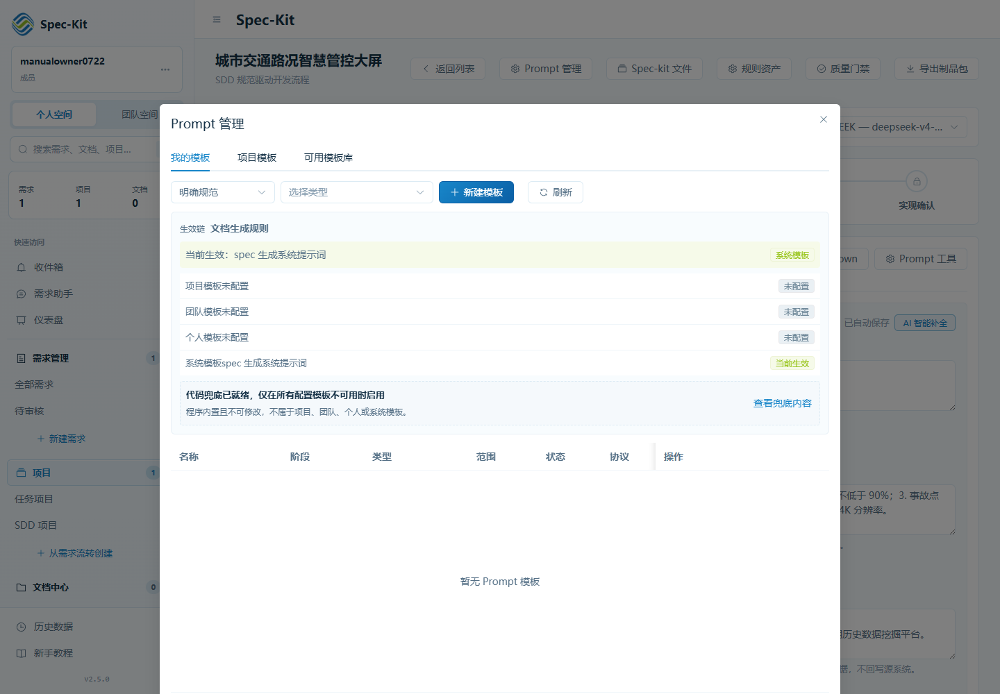 Spec-Kit
manualowner0722
成员
个人空间
团队空间
搜索需求、文档、项目...
需求
项目
文档
1
1
0
快速访问
收件箱
需求助手
仪表盘
需求管理
1
全部需求
待审核
新建需求
项目
1
任务项目
SDD 项目
从需求流转创建
文档中心
0
历史数据
新手教程
v2.5.0
Spec-Kit
城市交通路况智慧管控大屏
SDD 规范驱动开发流程
返回列表
Prompt 管理
Spec-kit 文件
规则资产
质量门禁
导出制品包
EEK — deepseek-v4-...
实现确认
own
Prompt 工具
已自动保存
AI 智能补全
不低于 90%；3. 事故点
4K 分辨率。
历史数据挖掘平台。
据，不回写源系统。
Prompt 管理
我的模板
项目模板
可用模板库
明确规范
选择类型
新建模板
刷新
生效链 文档生成规则
当前生效：spec 生成系统提示词
系统模板
项目模板未配置
未配置
团队模板未配置
未配置
个人模板未配置
未配置
系统模板spec 生成系统提示词
当前生效
代码兜底已就绪，仅在所有配置模板不可用时启用
程序内置且不可修改，不属于项目、团队、个人或系统模板。
查看兜底内容
名称
阶段
类型
范围
状态
协议
操作
暂无 Prompt 模板